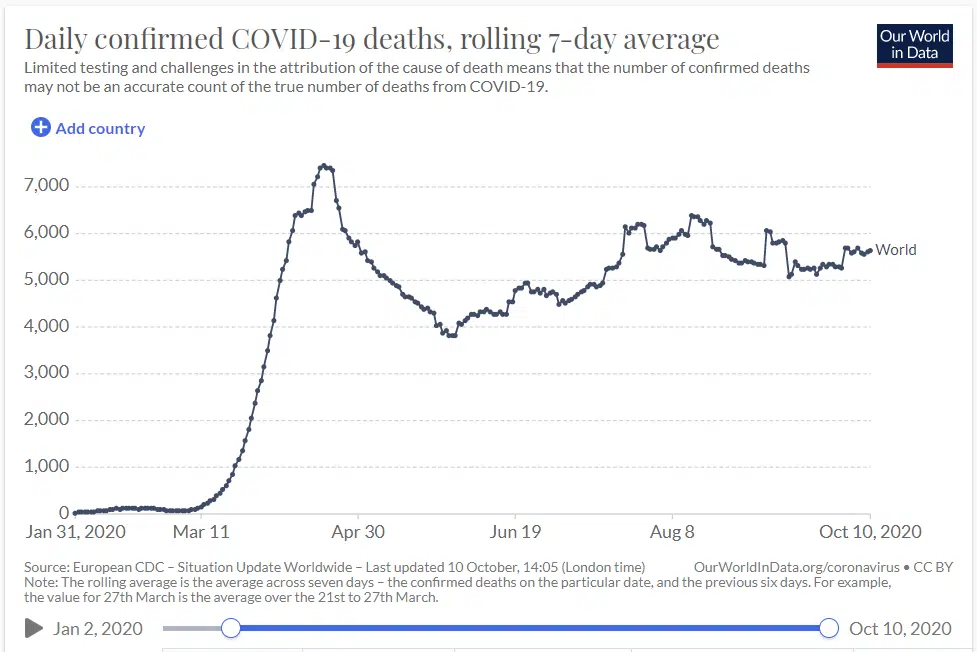 Daily confirmed COVID-19 deaths, rolling 7-day average
Our World
in Data
Limited testing and challenges in the attribution of the cause of death means that the number of confirmed deaths
may not be an accurate count of the true number of deaths from COVID-19.
Add country
7,000
6,000
5,000
4,000
3,000
2,000
1,000
0
World
Jan 31, 2020 Mar 11 Apr 30 Jun 19 Aug 8 Oct 10, 2020
Source: European CDC – Situation Update Worldwide – Last updated 10 October, 14:05 (London time) OurWorldInData.org/coronavirus • CC BY
Note: The rolling average is the average across seven days – the confirmed deaths on the particular date, and the previous six days. For example,
the value for 27th March is the average over the 21st to 27th March.
Jan 2, 2020 Oct 10, 2020